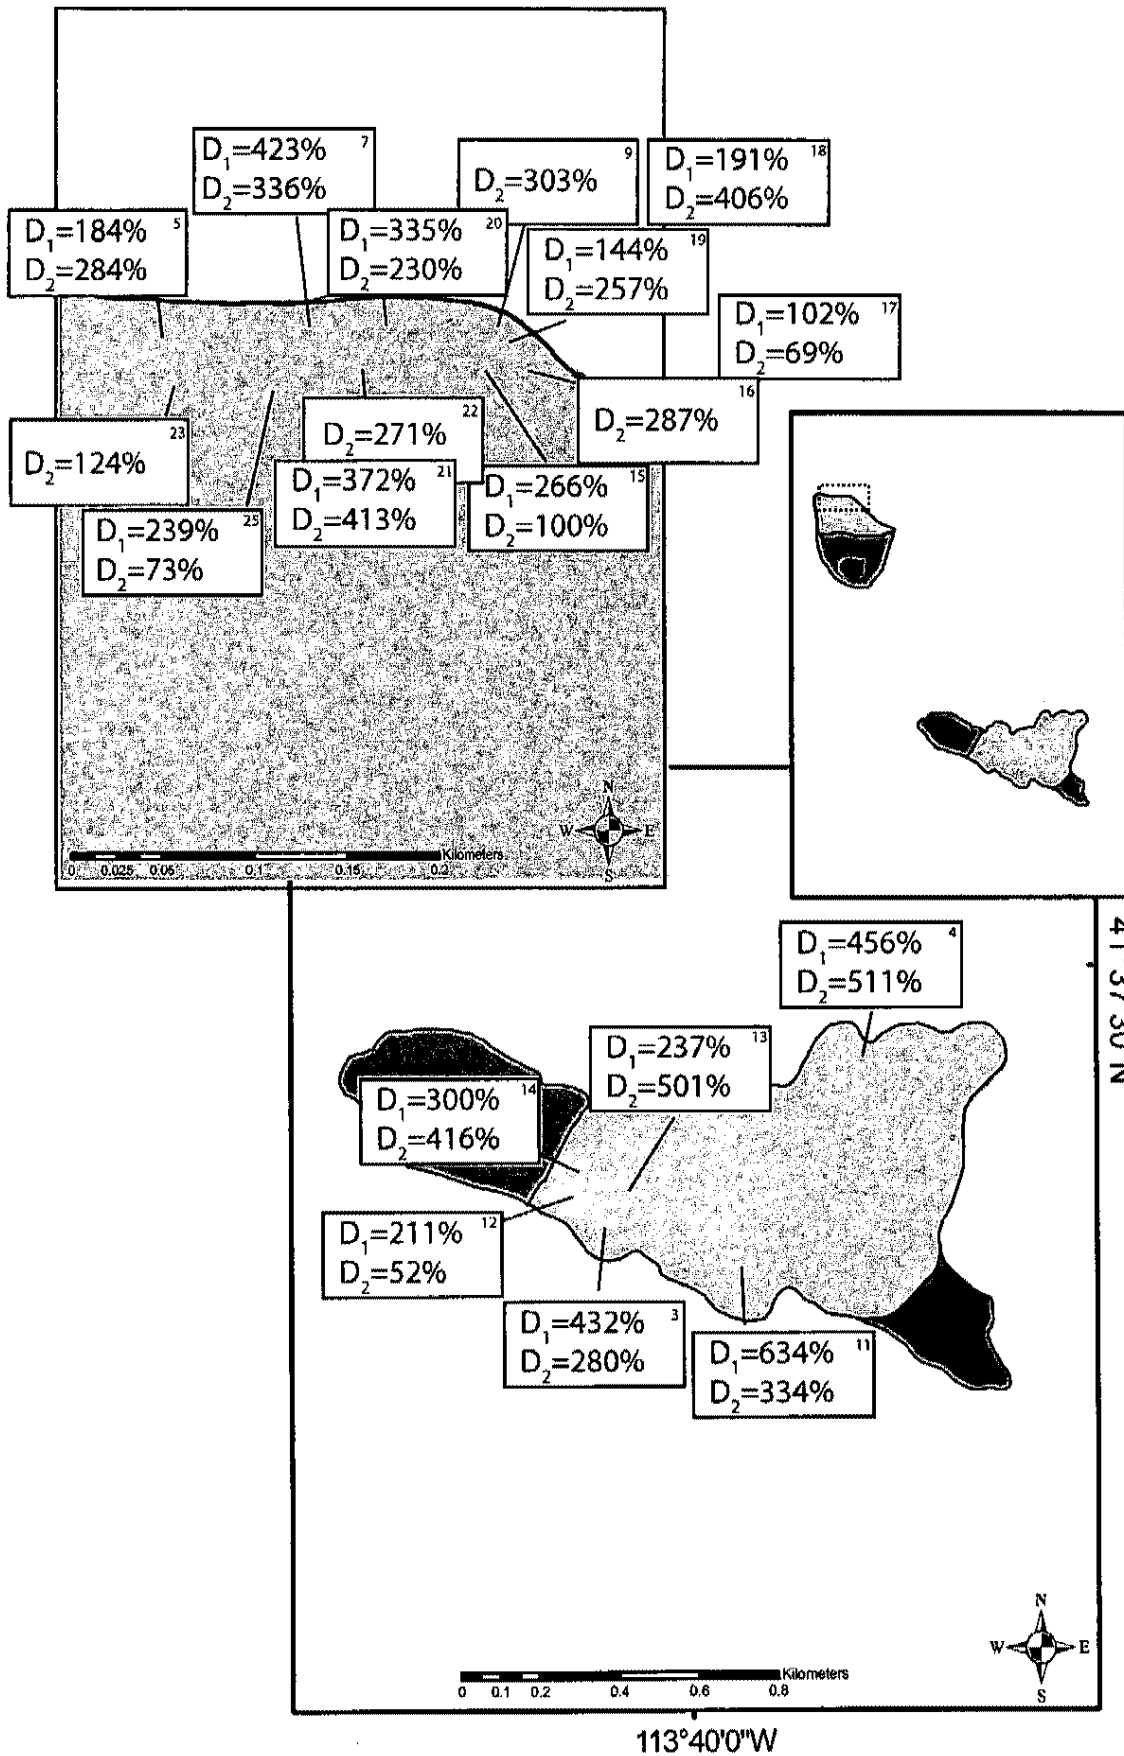 D1=423% 7
D2=336%
D2=303% 9
D1=191% 18
D2=406%
D1=184% 5
D2=284%
D1=335% 20
D2=230%
D1=144% 19
D2=257%
D1=102% 17
D2=69%
D2=124% 23
D2=271% 22
D2=287% 16
D1=372% 21
D2=413%
D1=266% 15
D2=100%
D1=239% 25
D2=73%
N
W E
S
Kilometers
0 0.025 0.05 0.1 0.15 0.2
D1=456% 4
D2=511%
41°37'30"N
D1=237% 13
D2=501%
D1=300% 14
D2=416%
D1=211% 12
D2=52%
D1=432% 3
D2=280%
D1=634% 11
D2=334%
N
W E
S
Kilometers
0 0.1 0.2 0.4 0.6 0.8
113°40'0"W